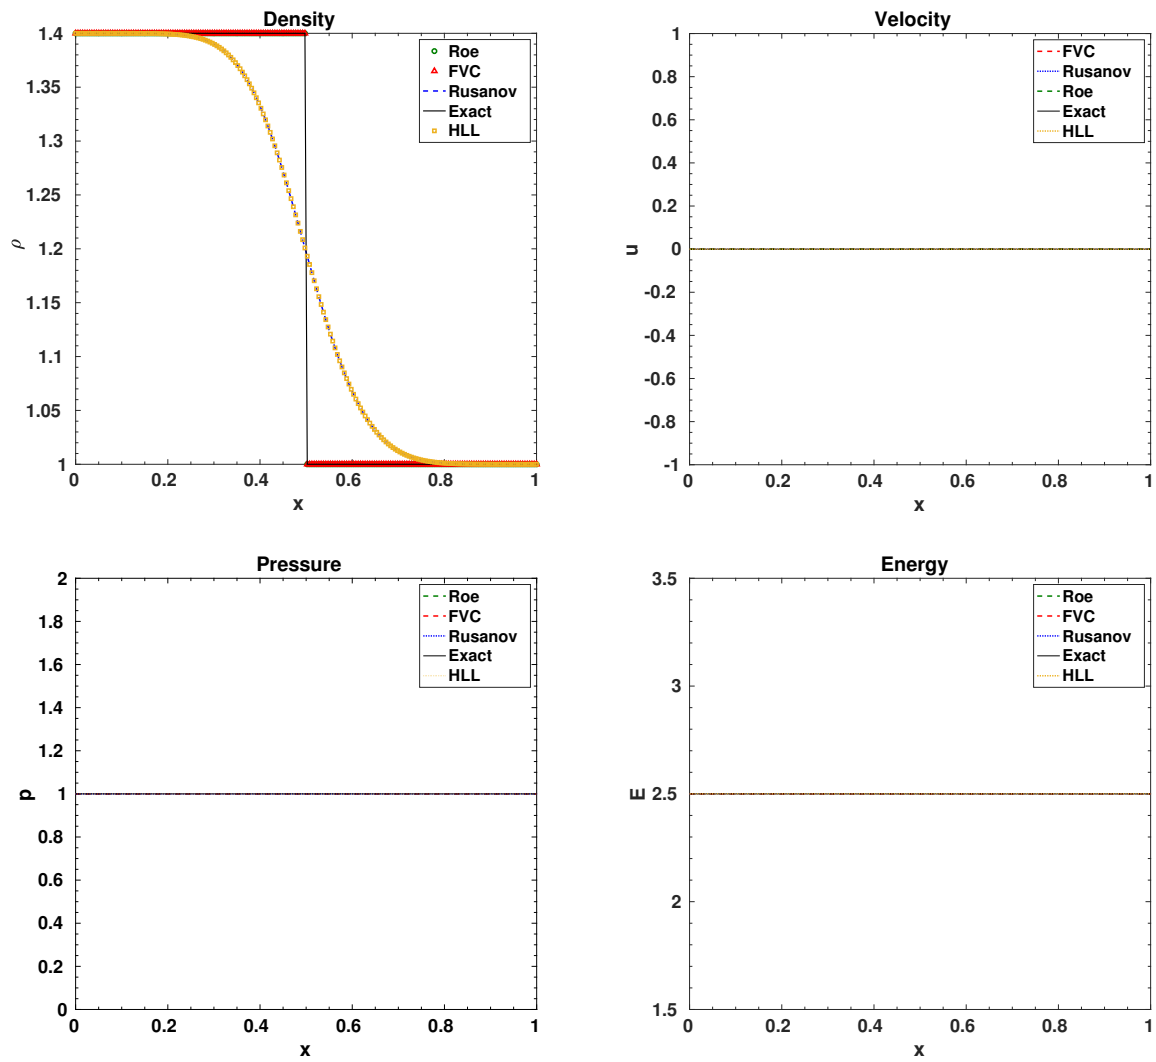 Density
1.4
1.35
1.3
1.25
1.2
1.15
1.1
1.05
1
ρ
0 0.2 0.4 0.6 0.8 1
x
Roe
FVC
Rusanov
Exact
HLL
Velocity
1
0.8
0.6
0.4
0.2
0
-0.2
-0.4
-0.6
-0.8
-1
u
0 0.2 0.4 0.6 0.8 1
x
FVC
Rusanov
Roe
Exact
HLL
Pressure
2
1.8
1.6
1.4
1.2
1
0.8
0.6
0.4
0.2
0
p
0 0.2 0.4 0.6 0.8 1
x
Roe
FVC
Rusanov
Exact
HLL
Energy
3.5
3
2.5
2
1.5
E
0 0.2 0.4 0.6 0.8 1
x
Roe
FVC
Rusanov
Exact
HLL